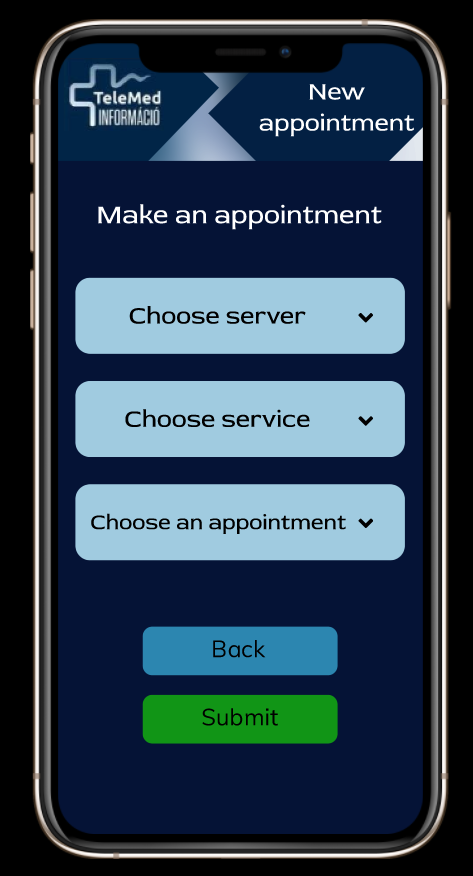 TeleMed
INFORMÁCIÓ
New
appointment
Make an appointment
Choose server
Choose service
Choose an appointment
Back
Submit